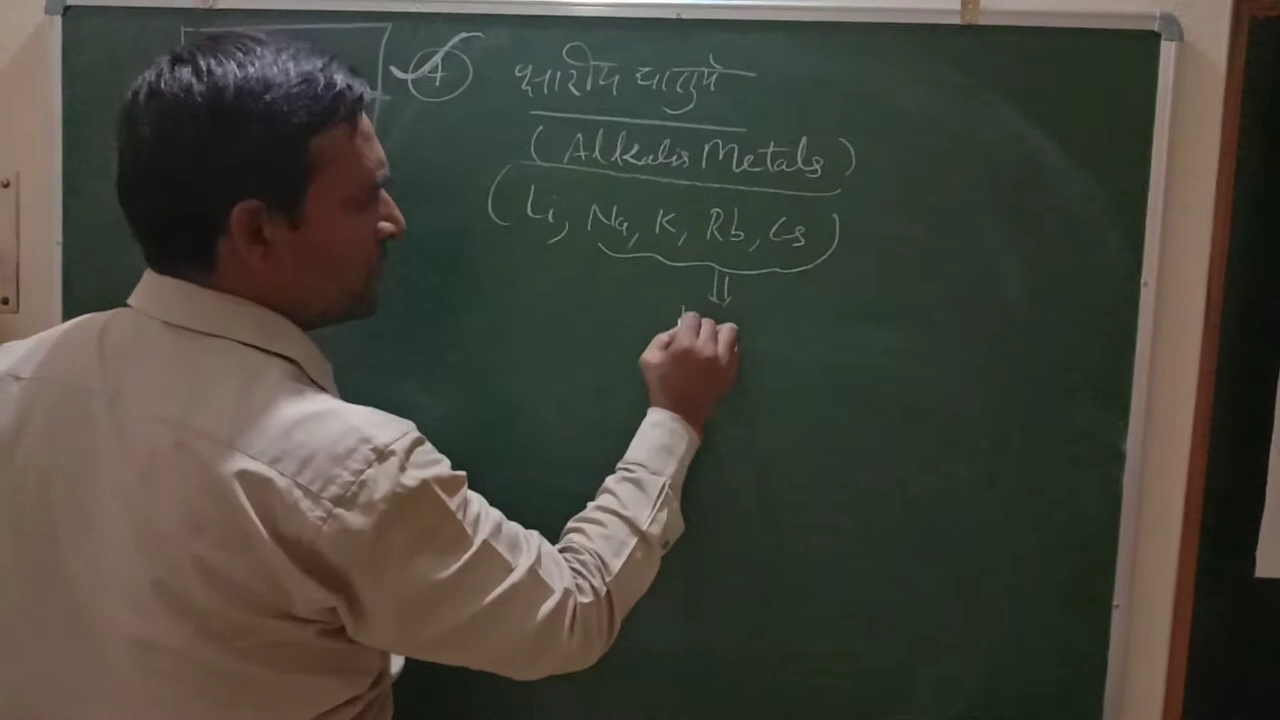 4 क्षारीय धातुयें
(Alkalis Metals)
(Li, Na, K, Rb, Cs)